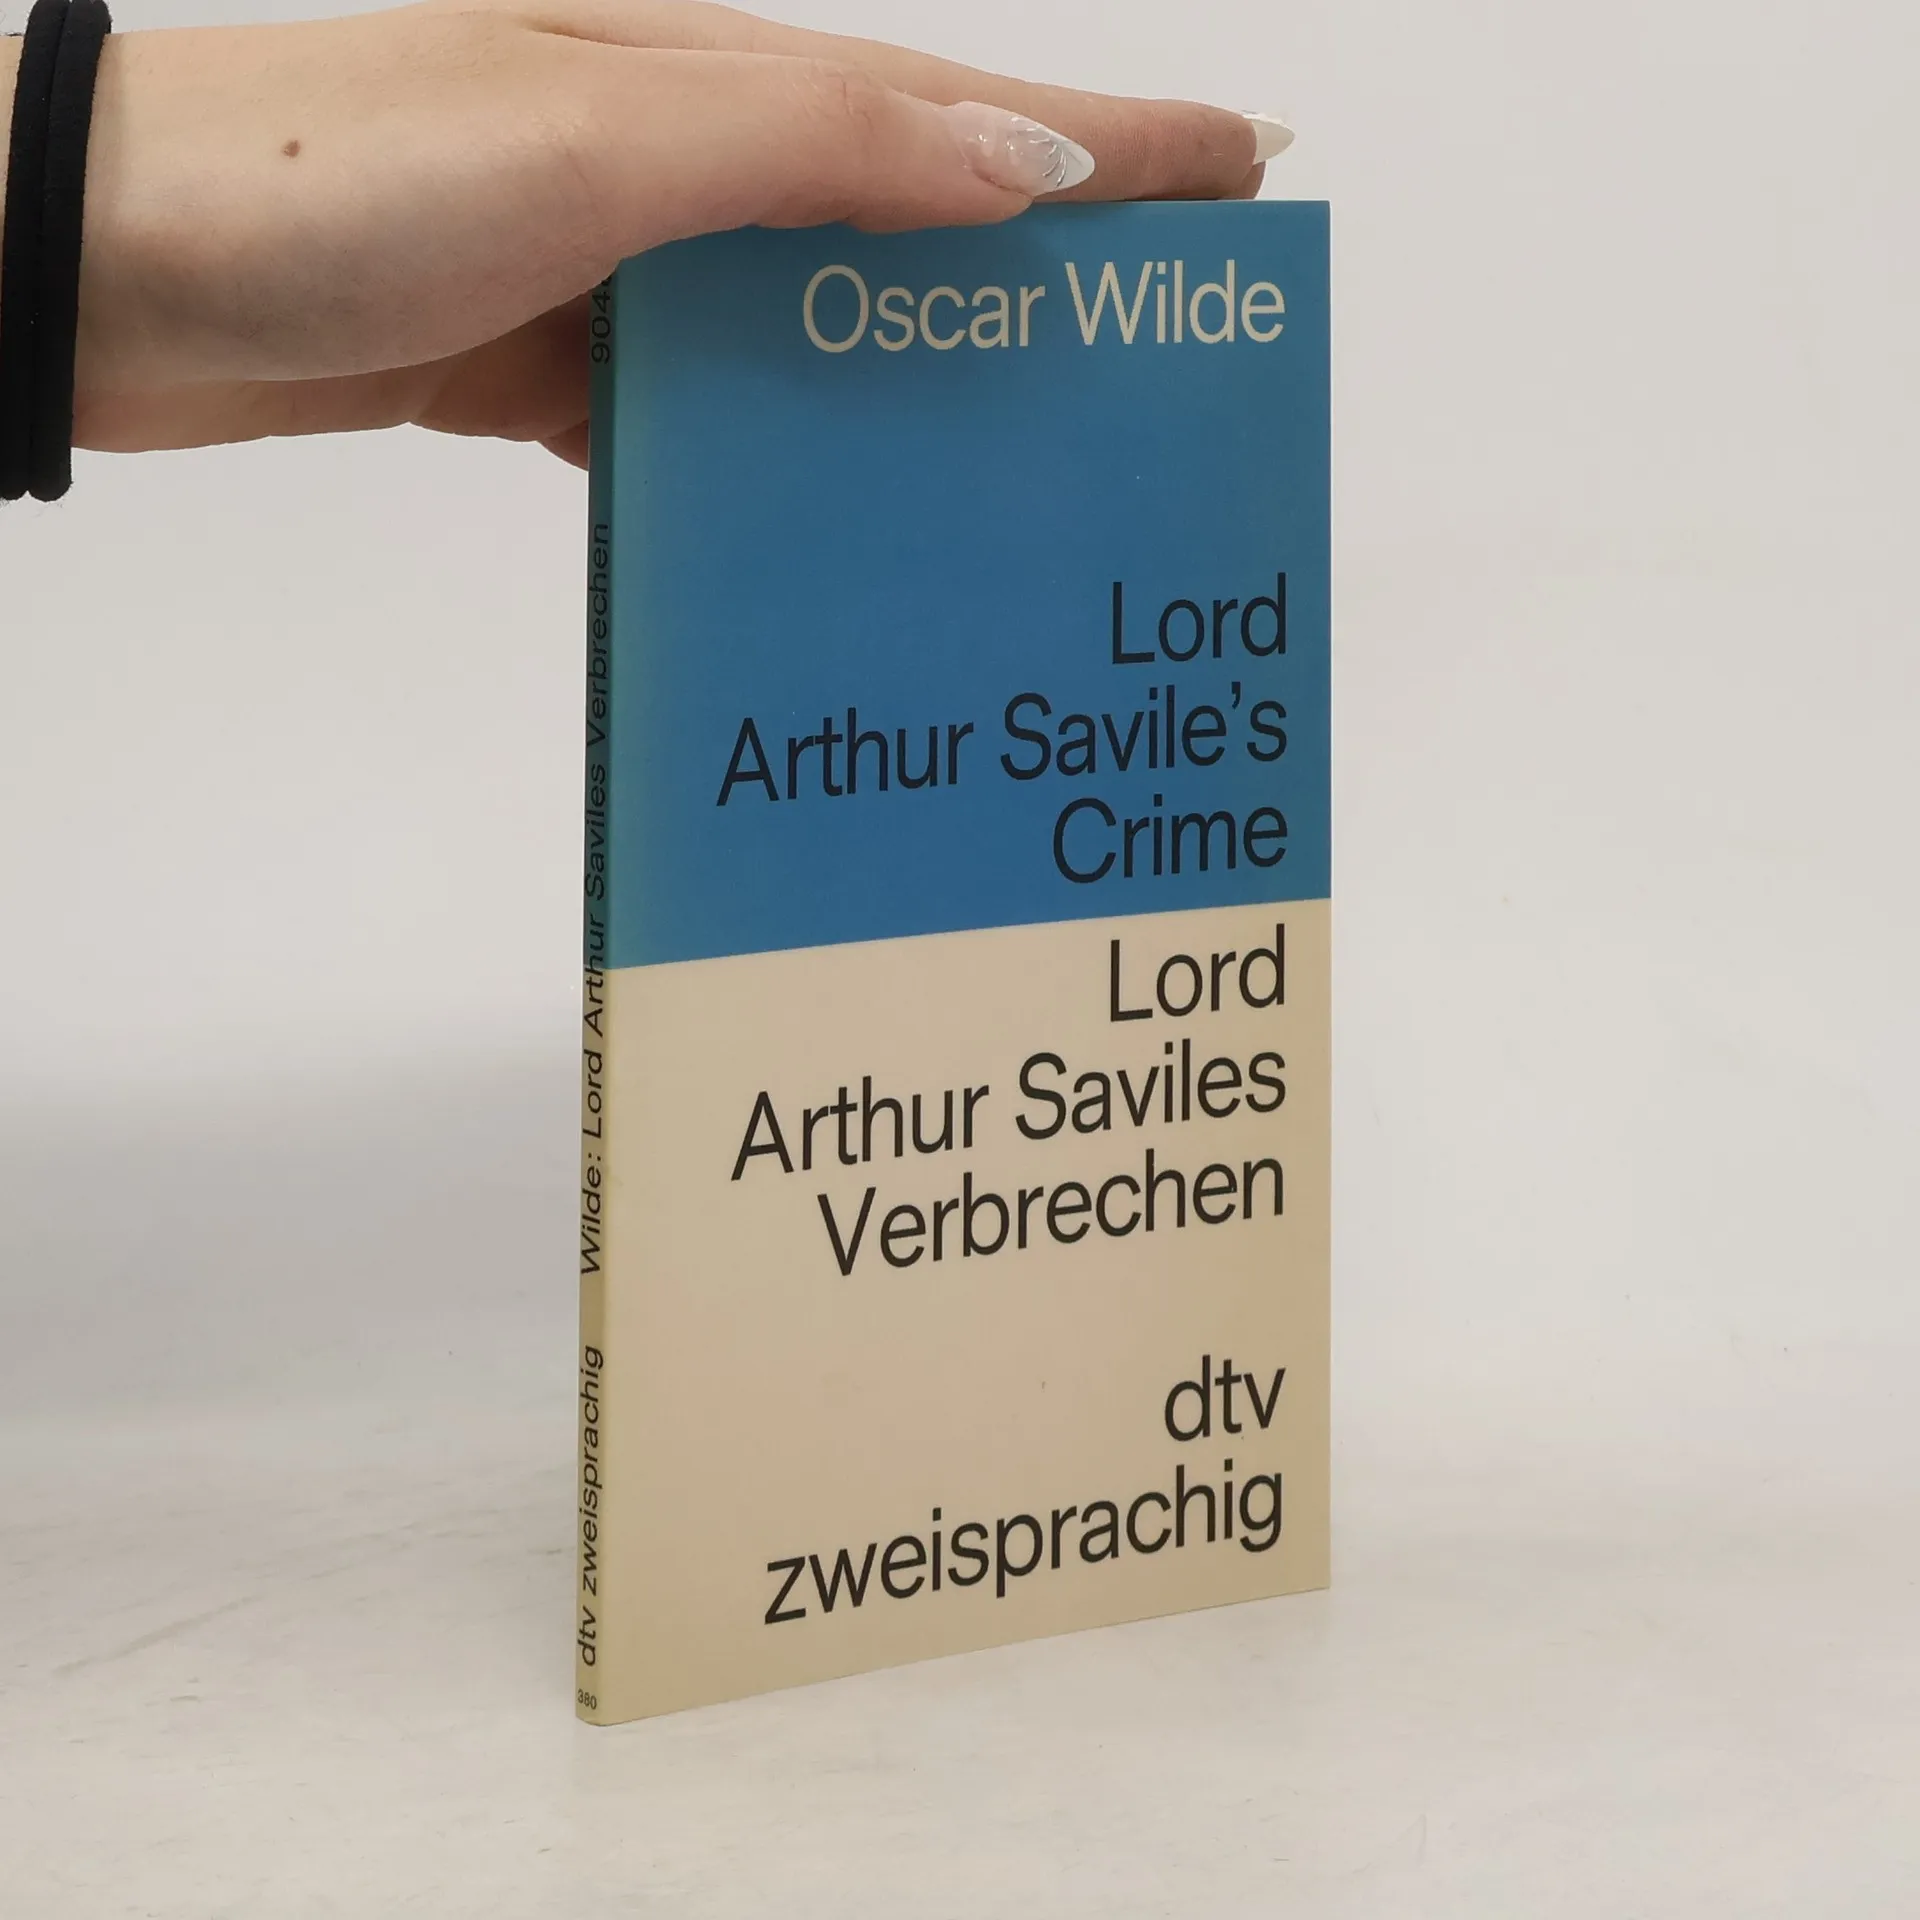 Oscar Wilde
Lord
Arthur Savile’s
Crime
Lord
Arthur Saviles
Verbrechen
dtv
zweisprachig
380
dtv zweisprachig
Wilde: Lord Arthur Saviles Verbrechen